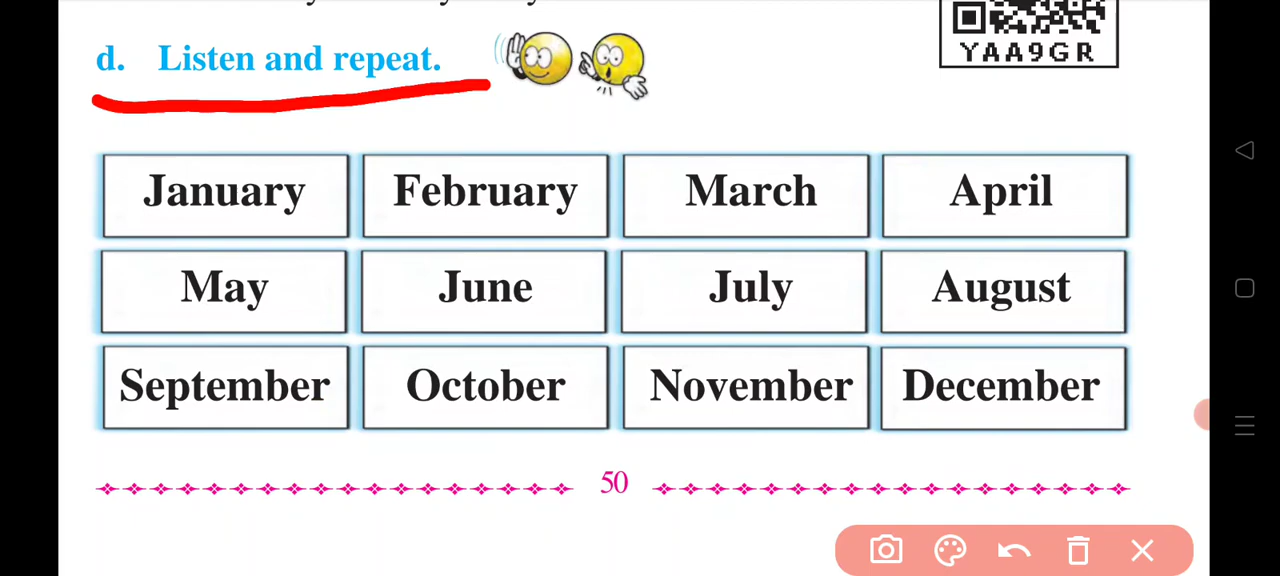 YAA9GR
d. Listen and repeat.
January February March April
May June July August
September October November December
50